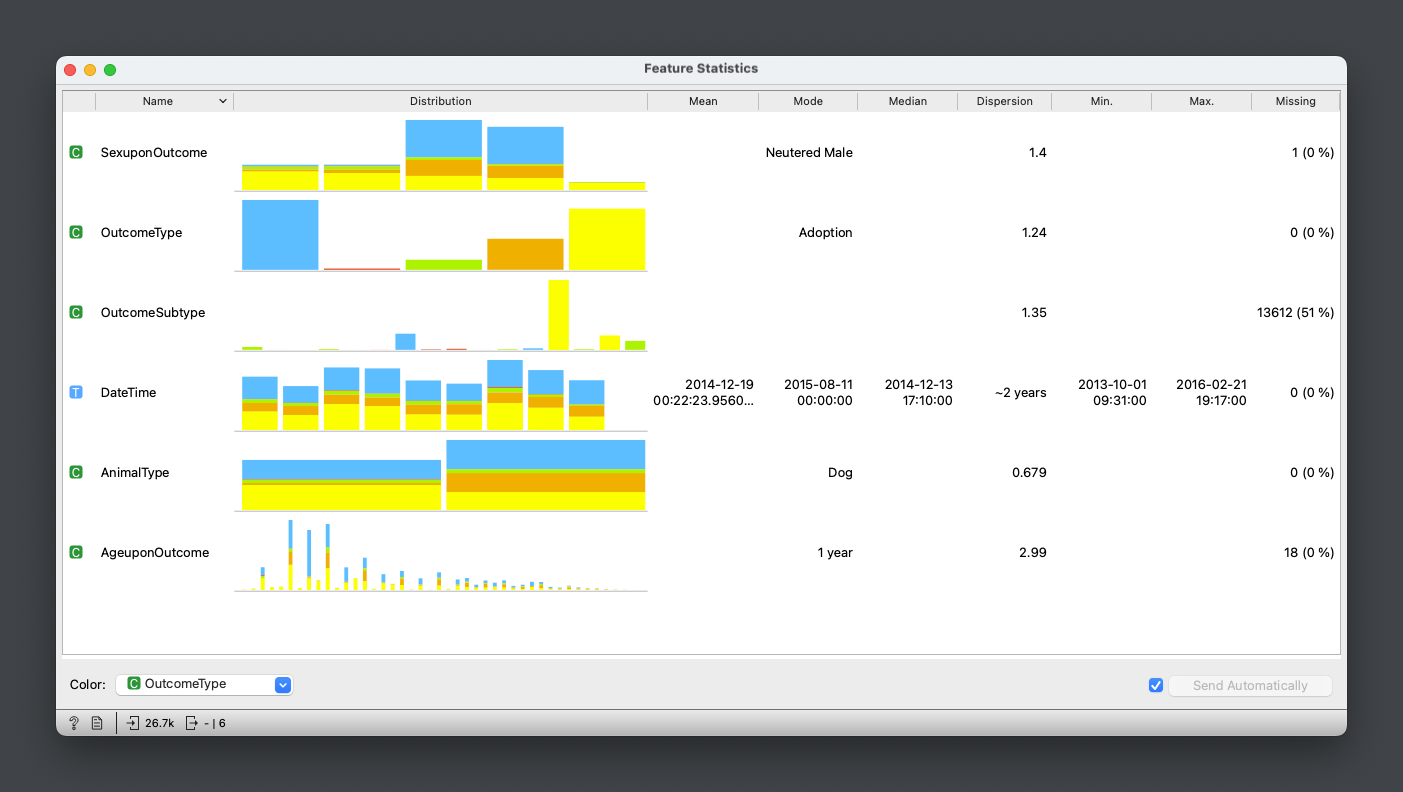 Feature Statistics
Name Distribution Mean Mode Median Dispersion Min. Max. Missing
C SexuponOutcome Neutered Male 1.4 1 (0 %)
C OutcomeType Adoption 1.24 0 (0 %)
C OutcomeSubtype 1.35 13612 (51 %)
T DateTime 2014-12-19 00:22:23.9560... 2015-08-11 00:00:00 2014-12-13 17:10:00 ~2 years 2013-10-01 09:31:00 2016-02-21 19:17:00 0 (0 %)
C AnimalType Dog 0.679 0 (0 %)
C AgeuponOutcome 1 year 2.99 18 (0 %)
Color: C OutcomeType Send Automatically
? 26.7k - | 6